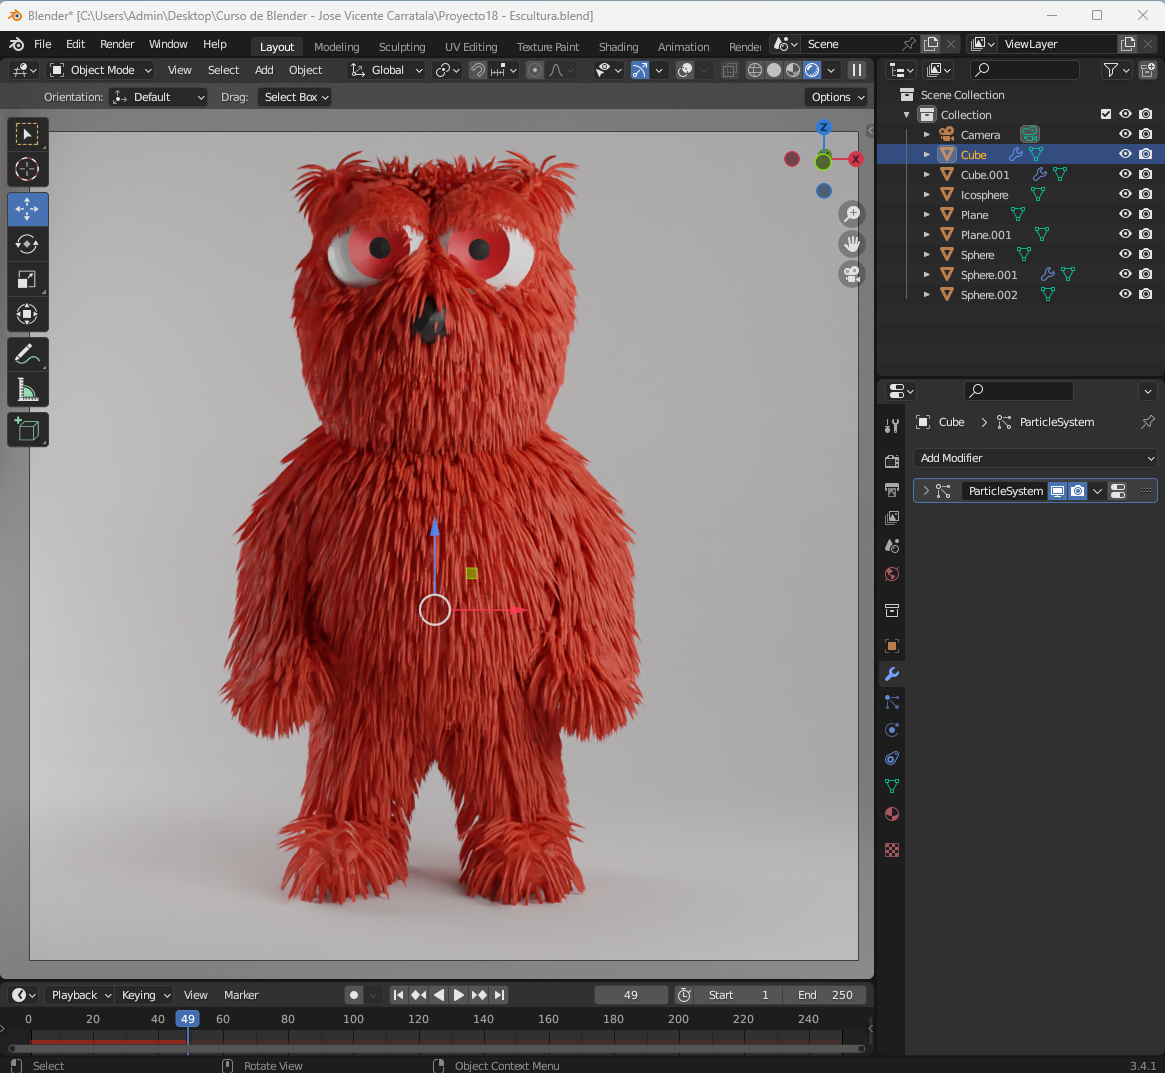 Blender* [C:\Users\Admin\Desktop\Curso de Blender - Jose Vicente Carratala\Proyecto18 - Escultura.blend]
File Edit Render Window Help Layout Modeling Sculpting UV Editing Texture Paint Shading Animation Render Scene ViewLayer
Object Mode View Select Add Object Global
Orientation: Default Drag: Select Box Options
Z
X
Scene Collection
Collection
Camera
Cube
Cube.001
Icosphere
Plane
Plane.001
Sphere
Sphere.001
Sphere.002
Cube ParticleSystem
Add Modifier
ParticleSystem
Playback Keying View Marker 49 Start 1 End 250
0 20 40 49 60 80 100 120 140 160 180 200 220 240
Select Rotate View Object Context Menu 3.4.1